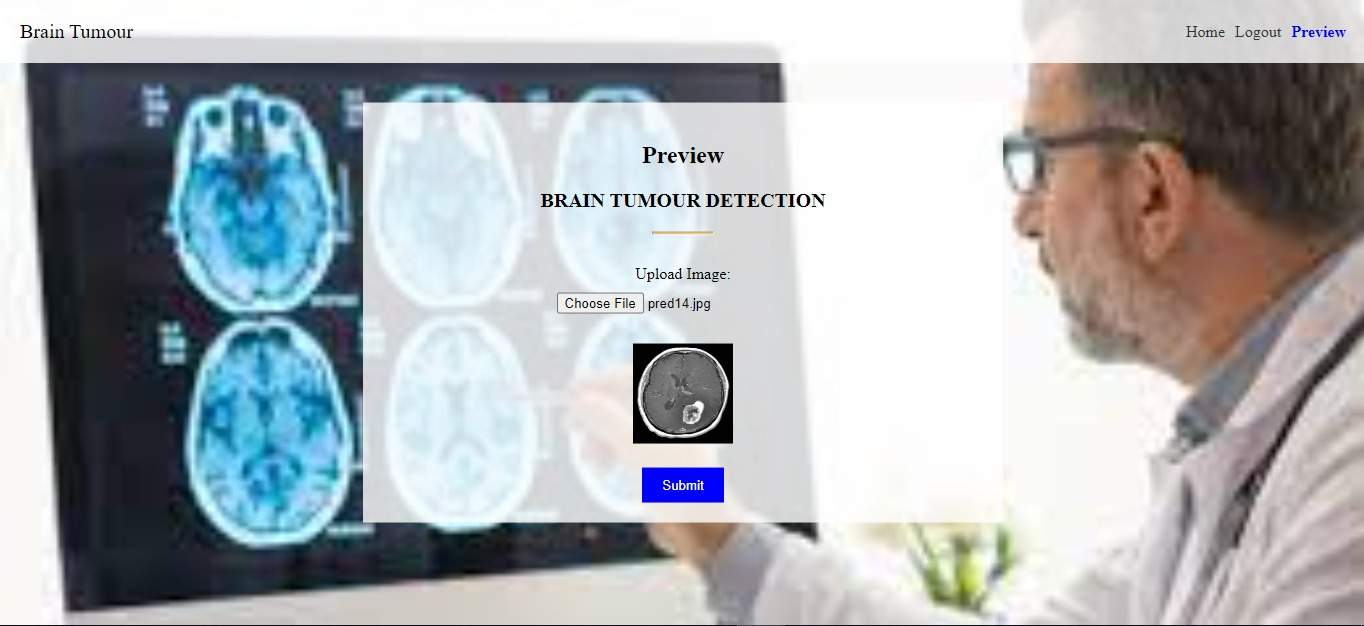 Brain Tumour
Home Logout Preview
Preview
BRAIN TUMOUR DETECTION
Upload Image:
Choose File pred14.jpg
Submit